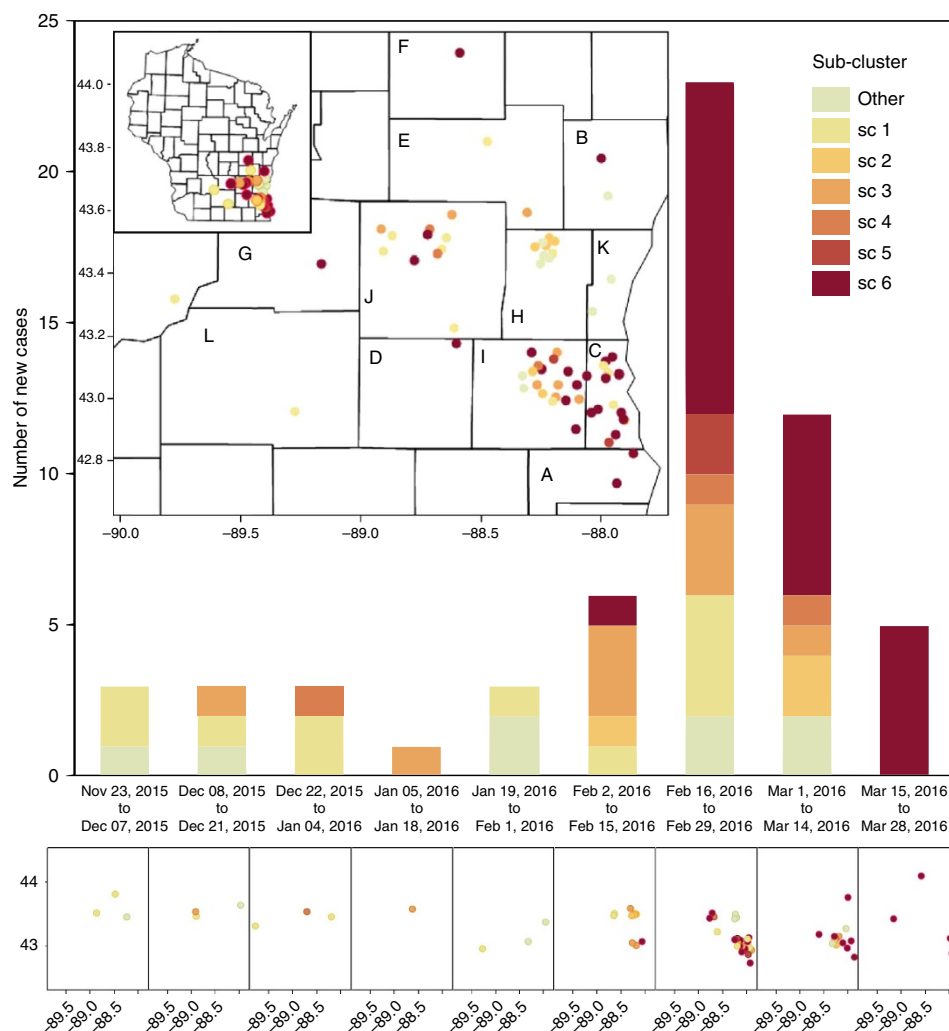 Number of new cases
25
20
15
10
5
0
44.0
43.8
43.6
43.4
43.2
43.0
42.8
−90.0
−89.5
−89.0
−88.5
−88.0
F
E
B
G
K
J
H
L
D
I
C
A
Sub-cluster
Other
sc 1
sc 2
sc 3
sc 4
sc 5
sc 6
Nov 23, 2015
to
Dec 07, 2015
Dec 08, 2015
to
Dec 21, 2015
Dec 22, 2015
to
Jan 04, 2016
Jan 05, 2016
to
Jan 18, 2016
Jan 19, 2016
to
Feb 1, 2016
Feb 2, 2016
to
Feb 15, 2016
Feb 16, 2016
to
Feb 29, 2016
Mar 1, 2016
to
Mar 14, 2016
Mar 15, 2016
to
Mar 28, 2016
44
43
−89.5
−89.0
−88.5
−89.5
−89.0
−88.5
−89.5
−89.0
−88.5
−89.5
−89.0
−88.5
−89.5
−89.0
−88.5
−89.5
−89.0
−88.5
−89.5
−89.0
−88.5
−89.5
−89.0
−88.5
−89.5
−89.0
−88.5